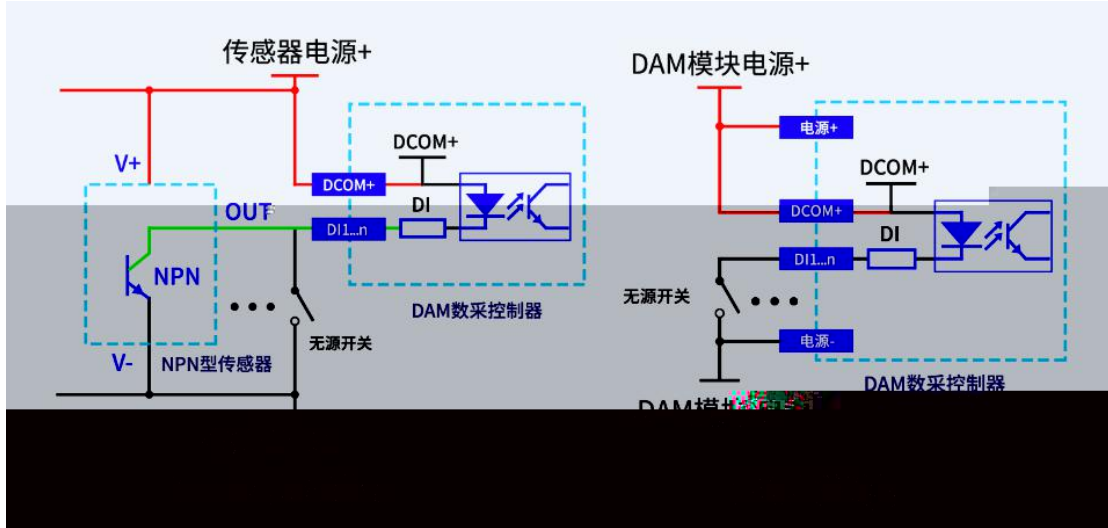 传感器电源+
DCOM+
V+
DCOM+
OUT
DI
DI1...n
NPN
DAM数采控制器
无源开关
V-
NPN型传感器
DAM模块电源+
电源+
DCOM+
DCOM+
DI
DI1...n
无源开关
电源-
DAM数采控制器